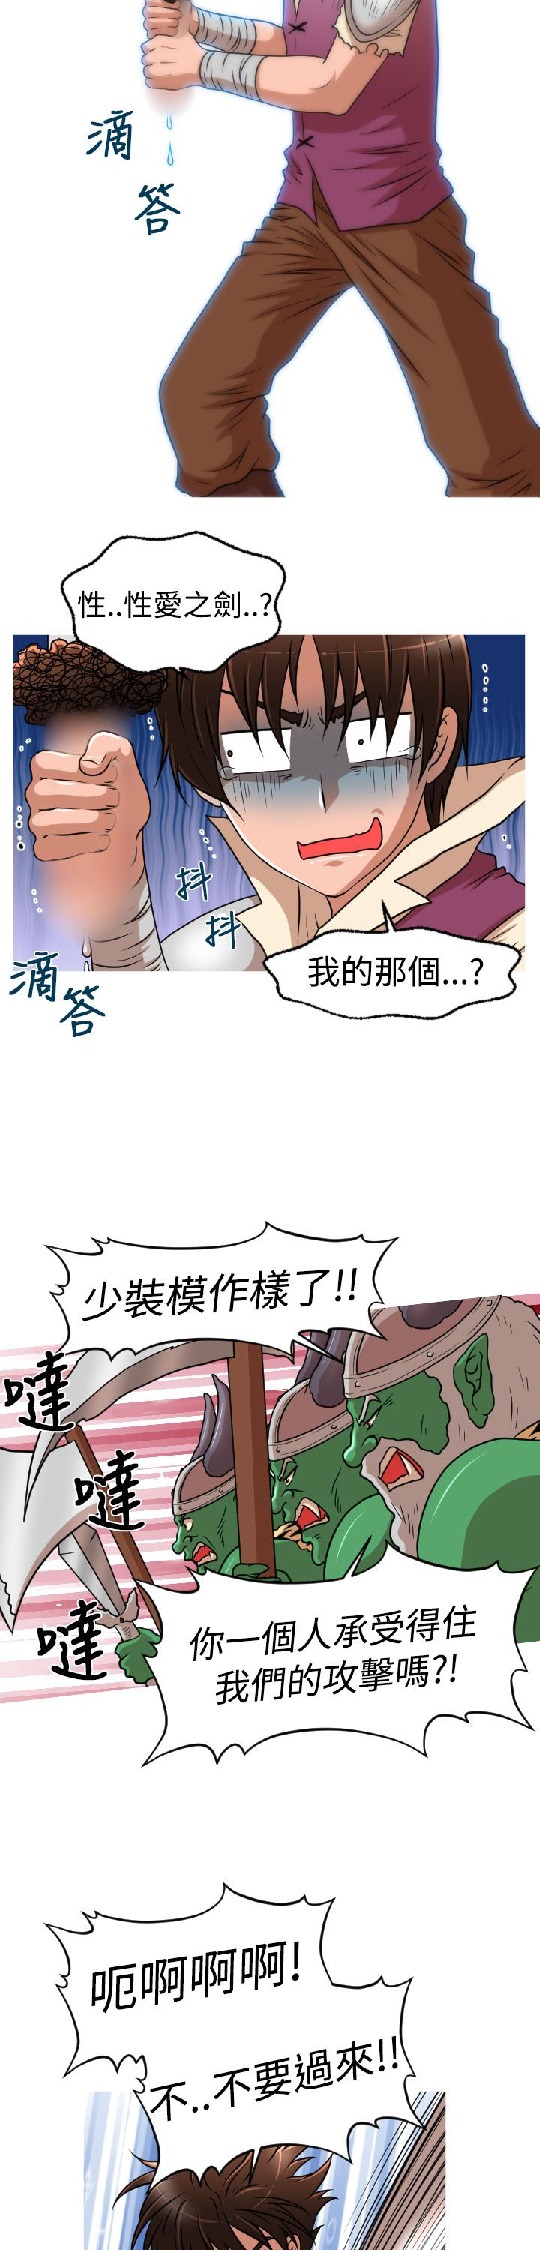 滴
答
性..性愛之劍..?
抖
抖
我的那個...?
滴
答
少裝模作樣了!!
噠
噠
噠
你一個人承受得住
我們的攻擊嗎?!
呃啊啊啊!
不..不要過來!!